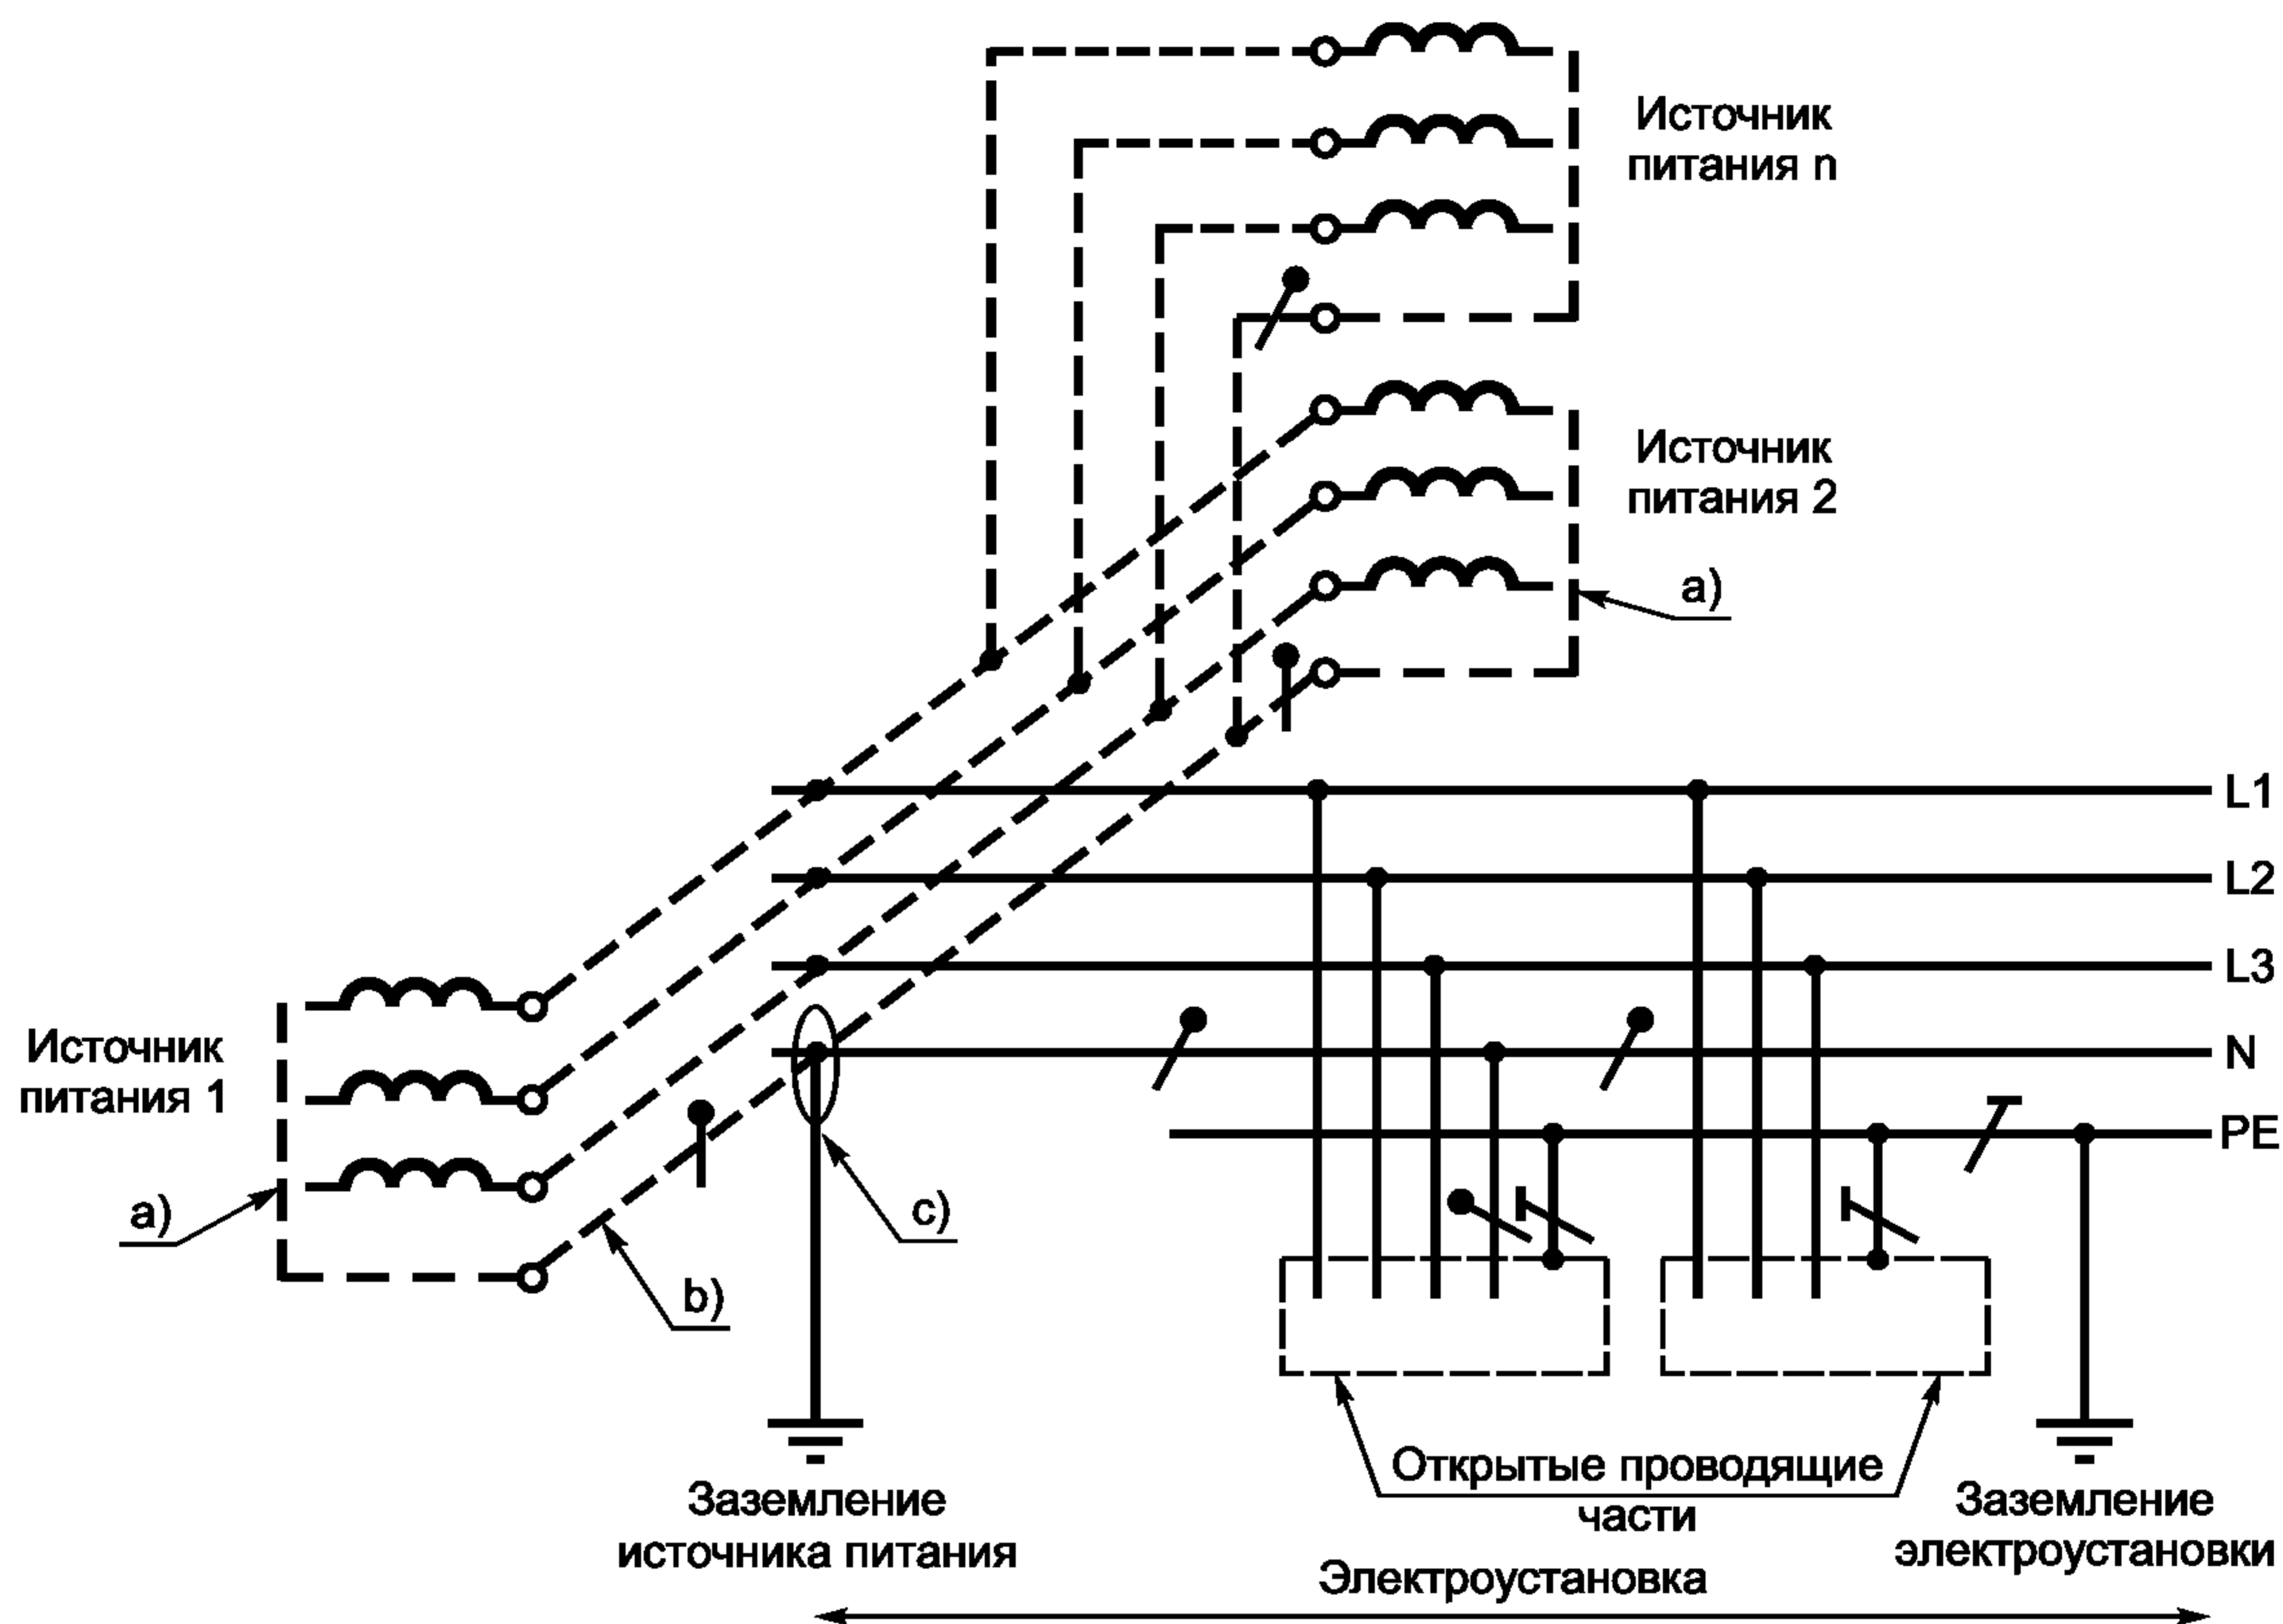 Источник
питания n
Источник
питания 2
a)
L1
L2
L3
N
PE
Источник
питания 1
a)
b)
c)
Заземление
источника питания
Открытые проводящие
части
Заземление
электроустановки
Электроустановка